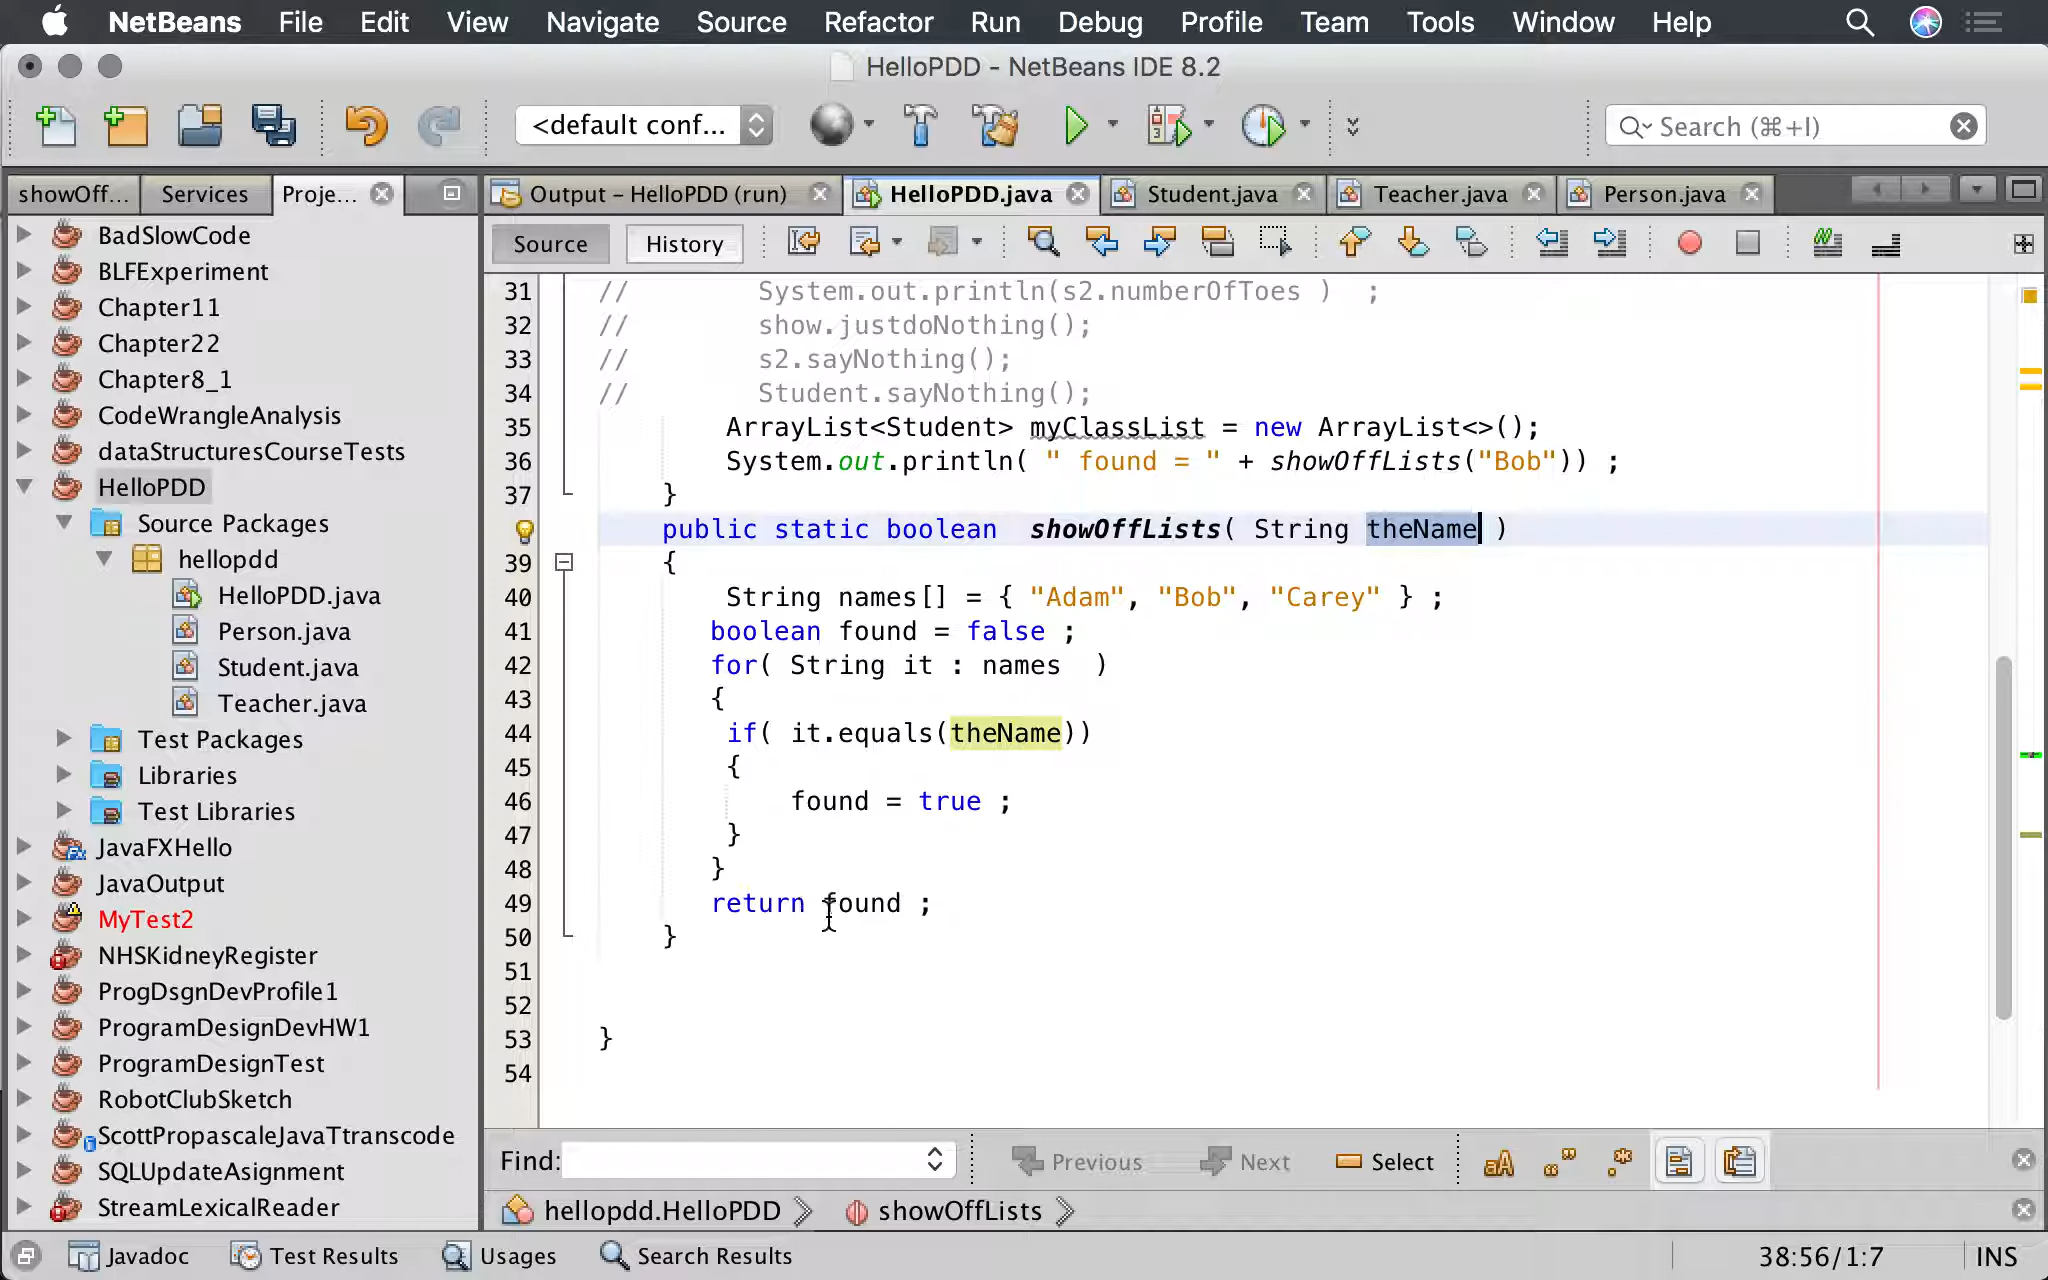 NetBeans File Edit View Navigate Source Refactor Run Debug Profile Team Tools Window Help
HelloPDD - NetBeans IDE 8.2
<default conf... Search (⌘+I)
showOff... Services Proje... Output – HelloPDD (run) HelloPDD.java Student.java Teacher.java Person.java
Source History
BadSlowCode
BLFExperiment
Chapter11
Chapter22
Chapter8_1
CodeWrangleAnalysis
dataStructuresCourseTests
HelloPDD
Source Packages
hellopdd
HelloPDD.java
Person.java
Student.java
Teacher.java
Test Packages
Libraries
Test Libraries
JavaFXHello
JavaOutput
MyTest2
NHSKidneyRegister
ProgDsgnDevProfile1
ProgramDesignDevHW1
ProgramDesignTest
RobotClubSketch
ScottPropascaleJavaTtranscode
SQLUpdateAsignment
StreamLexicalReader
31 // System.out.println(s2.numberOfToes ) ;
32 // show.justdoNothing();
33 // s2.sayNothing();
34 // Student.sayNothing();
35 ArrayList<Student> myClassList = new ArrayList<>();
36 System.out.println( " found = " + showOffLists("Bob")) ;
37 }
public static boolean showOffLists( String theName )
39 {
40 String names[] = { "Adam", "Bob", "Carey" } ;
41 boolean found = false ;
42 for( String it : names )
43 {
44 if( it.equals(theName))
45 {
46 found = true ;
47 }
48 }
49 return found ;
50 }
51
52
53 }
54
Find: Previous Next Select
hellopdd.HelloPDD showOffLists
Javadoc Test Results Usages Search Results 38:56/1:7 INS